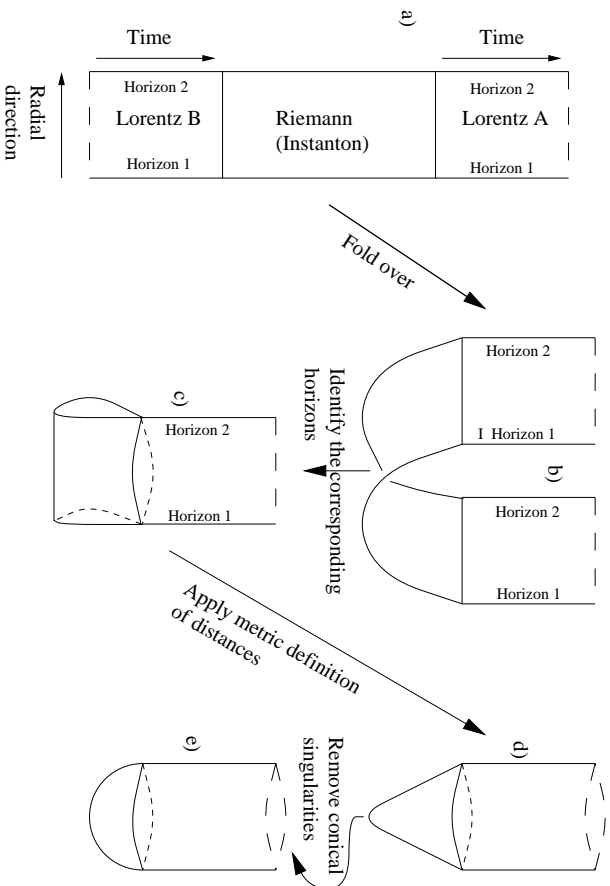 a)
Time
Time
Horizon 2
Horizon 2
Lorentz B
Riemann
(Instanton)
Lorentz A
Horizon 1
Horizon 1
Radial
direction
Fold over
Horizon 2
I Horizon 1
b)
Horizon 2
Horizon 1
Identify the corresponding
horizons
c)
Horizon 2
Horizon 1
Apply metric definition
of distances
d)
Remove conical
singularities
e)